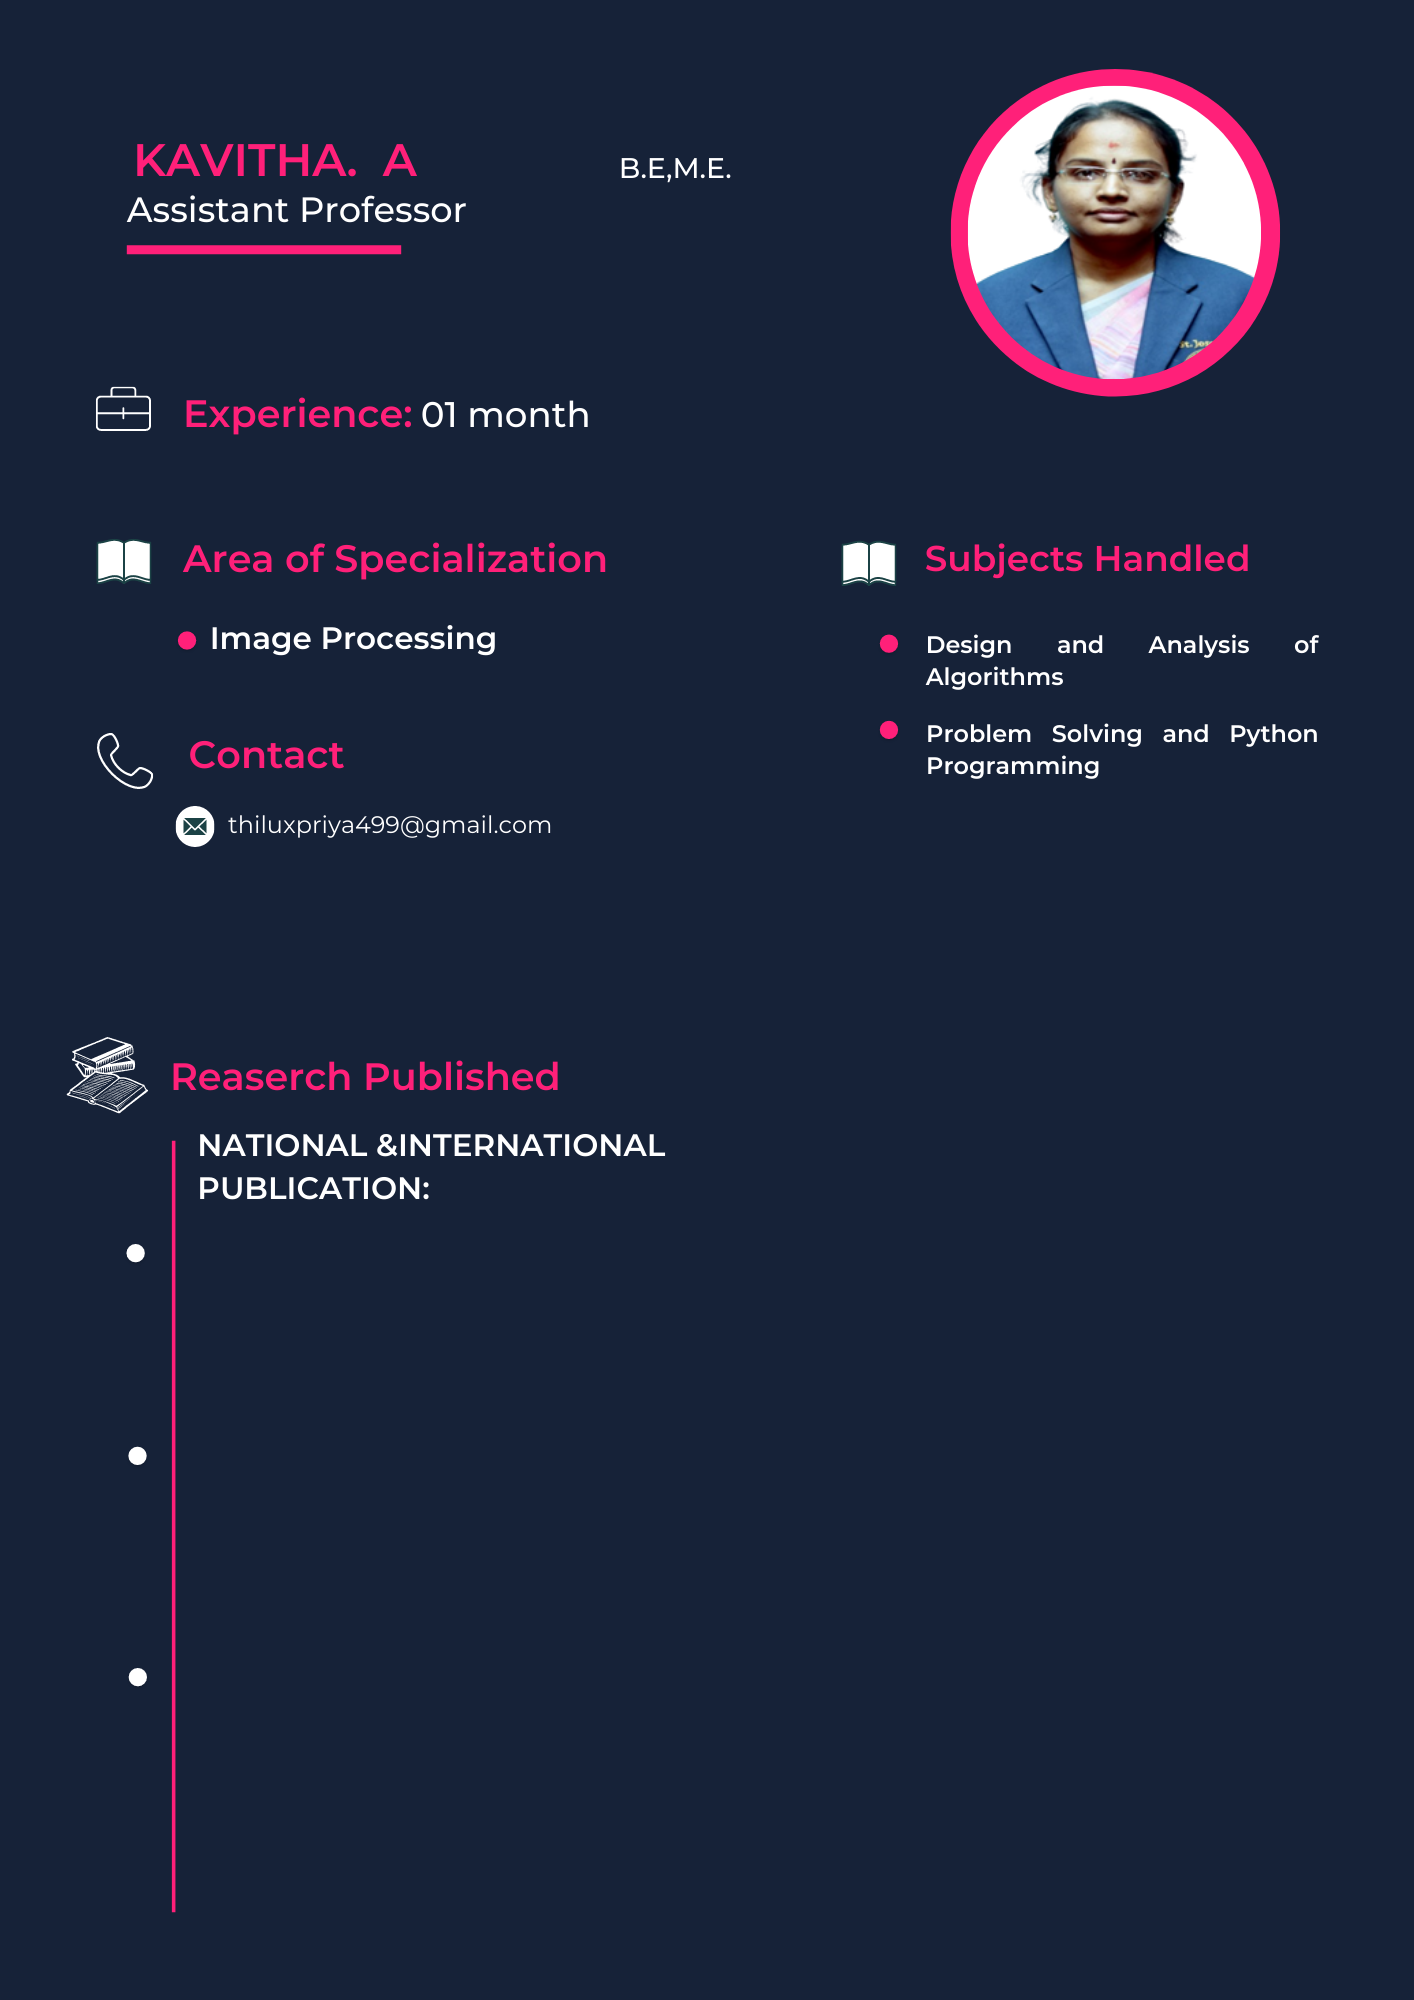 KAVITHA.  A
B.E,M.E.
Assistant Professor
Experience: 01 month
Area of Specialization
Image Processing
Contact
thiluxpriya499@gmail.com
Subjects Handled
Design and Analysis of
Algorithms
Problem Solving and Python
Programming
Reaserch Published
NATIONAL &INTERNATIONAL
PUBLICATION: